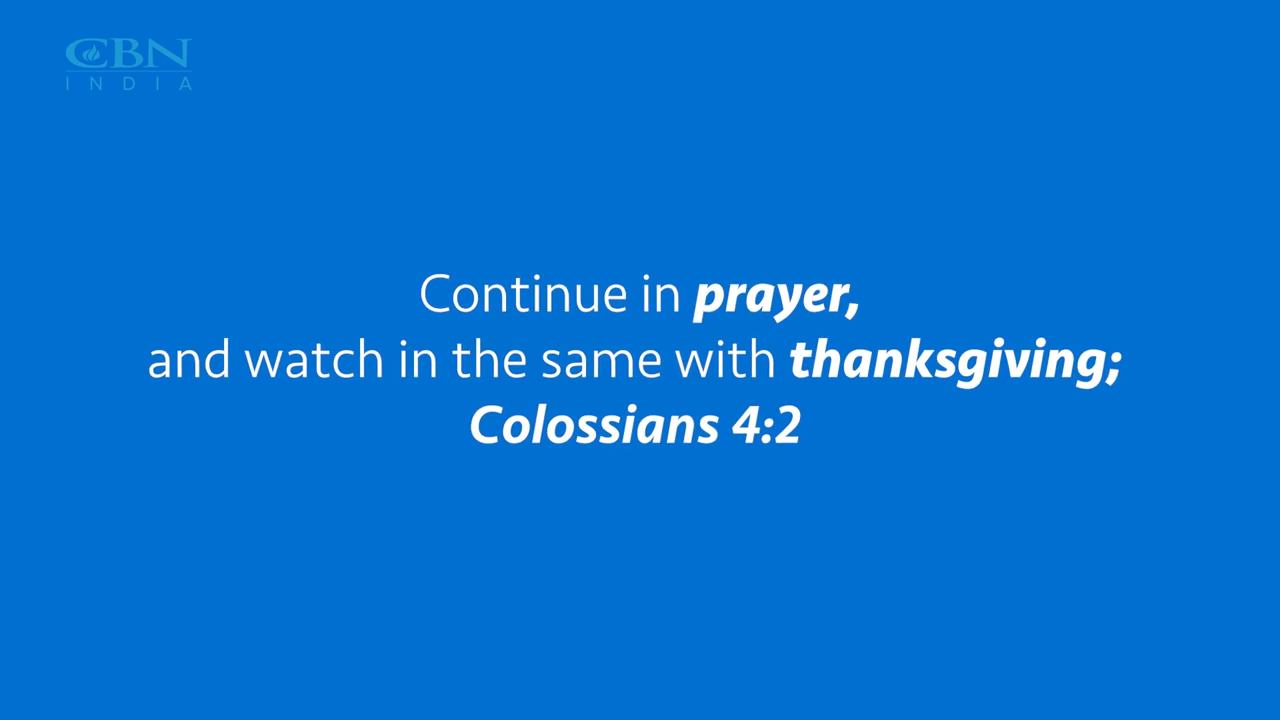 CBN
INDIA
Continue in prayer,
and watch in the same with thanksgiving;
Colossians 4:2